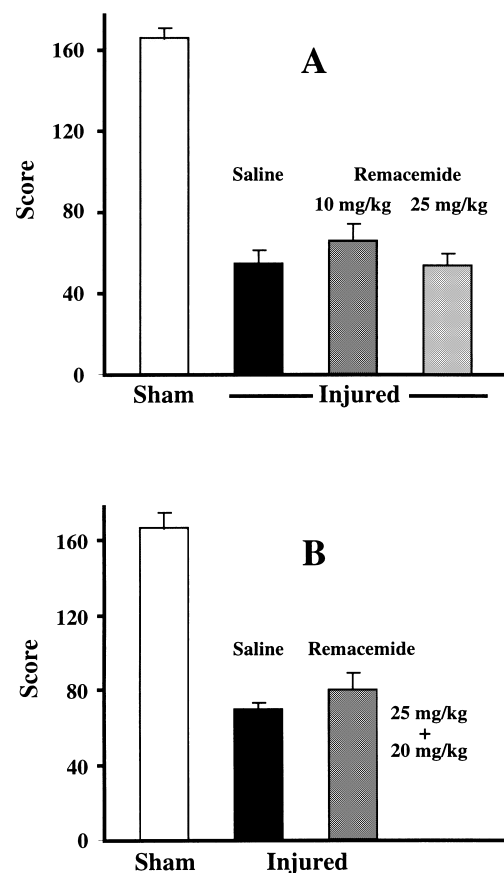 A
160
120
80
40
0
Score
Saline
Remacemide
10 mg/kg 25 mg/kg
Sham
Injured
B
160
120
80
40
0
Score
Saline Remacemide
25 mg/kg
+
20 mg/kg
Sham Injured